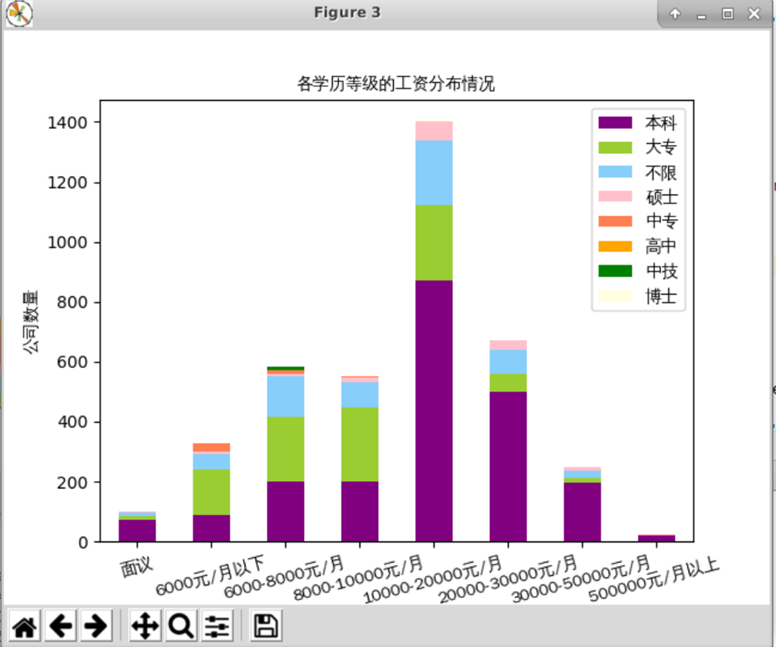 Figure 3
各学历等级的工资分布情况
1400
1200
1000
800
600
400
200
0
公司数量
本科
大专
不限
硕士
中专
高中
中技
博士
面议
6000元/月以下
6000-8000元/月
8000-10000元/月
10000-20000元/月
20000-30000元/月
30000-50000元/月
500000元/月以上